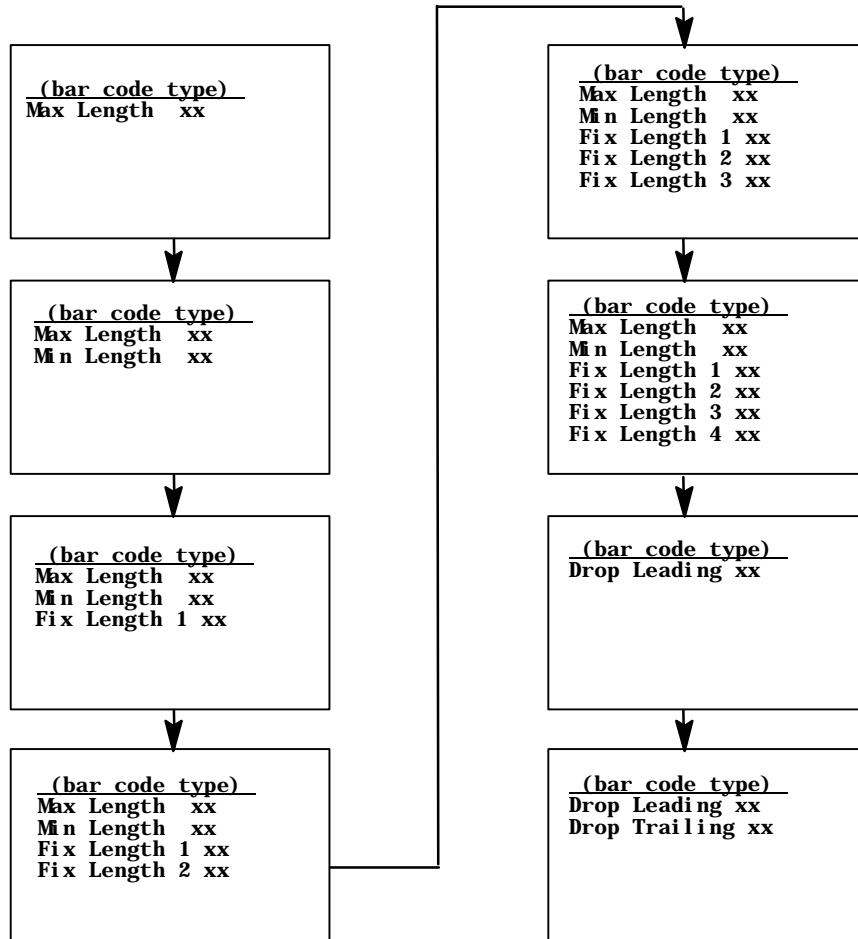 (bar code type)
Max Length xx
(bar code type)
Max Length xx
Min Length xx
(bar code type)
Max Length xx
Min Length xx
Fix Length 1 xx
(bar code type)
Max Length xx
Min Length xx
Fix Length 1 xx
Fix Length 2 xx
(bar code type)
Max Length xx
Min Length xx
Fix Length 1 xx
Fix Length 2 xx
Fix Length 3 xx
(bar code type)
Max Length xx
Min Length xx
Fix Length 1 xx
Fix Length 2 xx
Fix Length 3 xx
Fix Length 4 xx
(bar code type)
Drop Leading xx
(bar code type)
Drop Leading xx
Drop Trailing xx